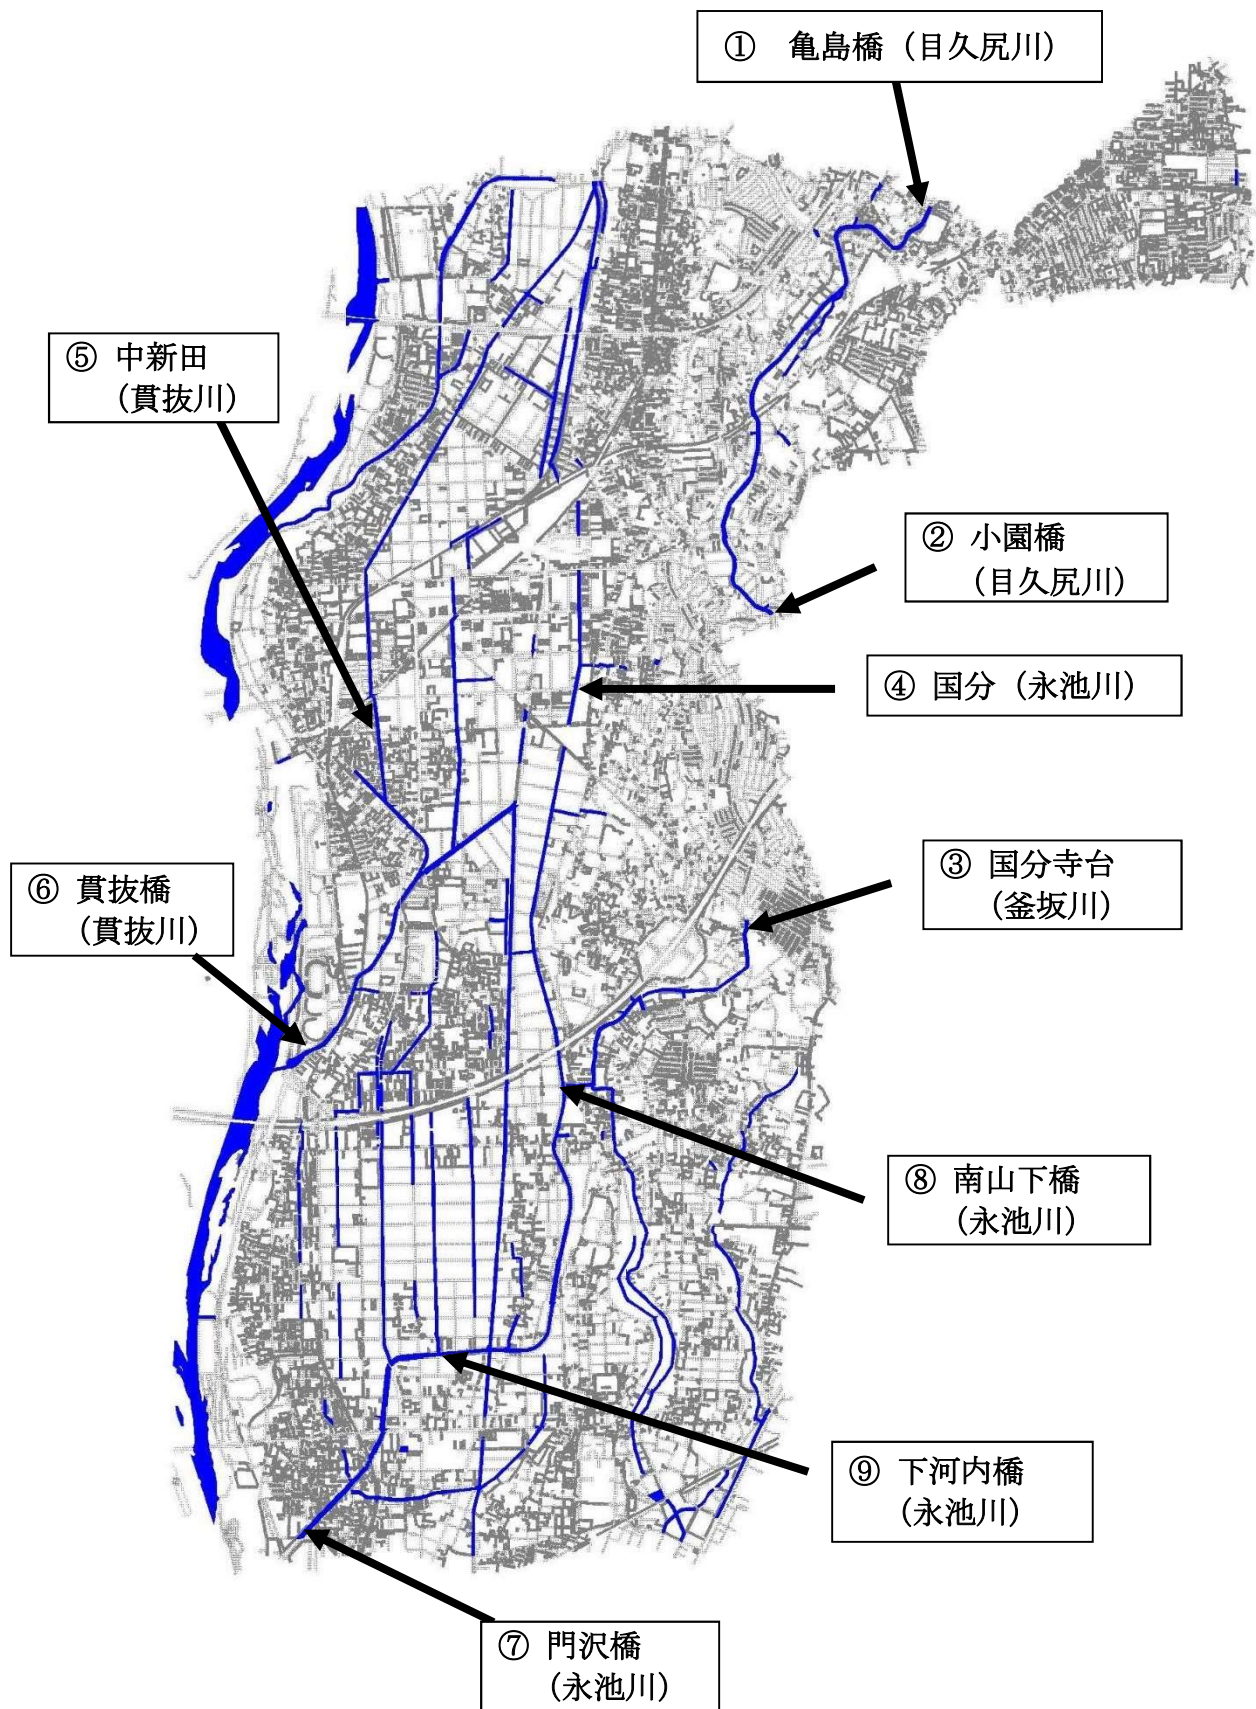 ① 亀島橋（目久尻川）
⑤ 中新田
（貫抜川）
② 小園橋
（目久尻川）
④ 国分（永池川）
③ 国分寺台
（釜坂川）
⑥ 貫抜橋
（貫抜川）
⑧ 南山下橋
（永池川）
⑨ 下河内橋
（永池川）
⑦ 門沢橋
（永池川）